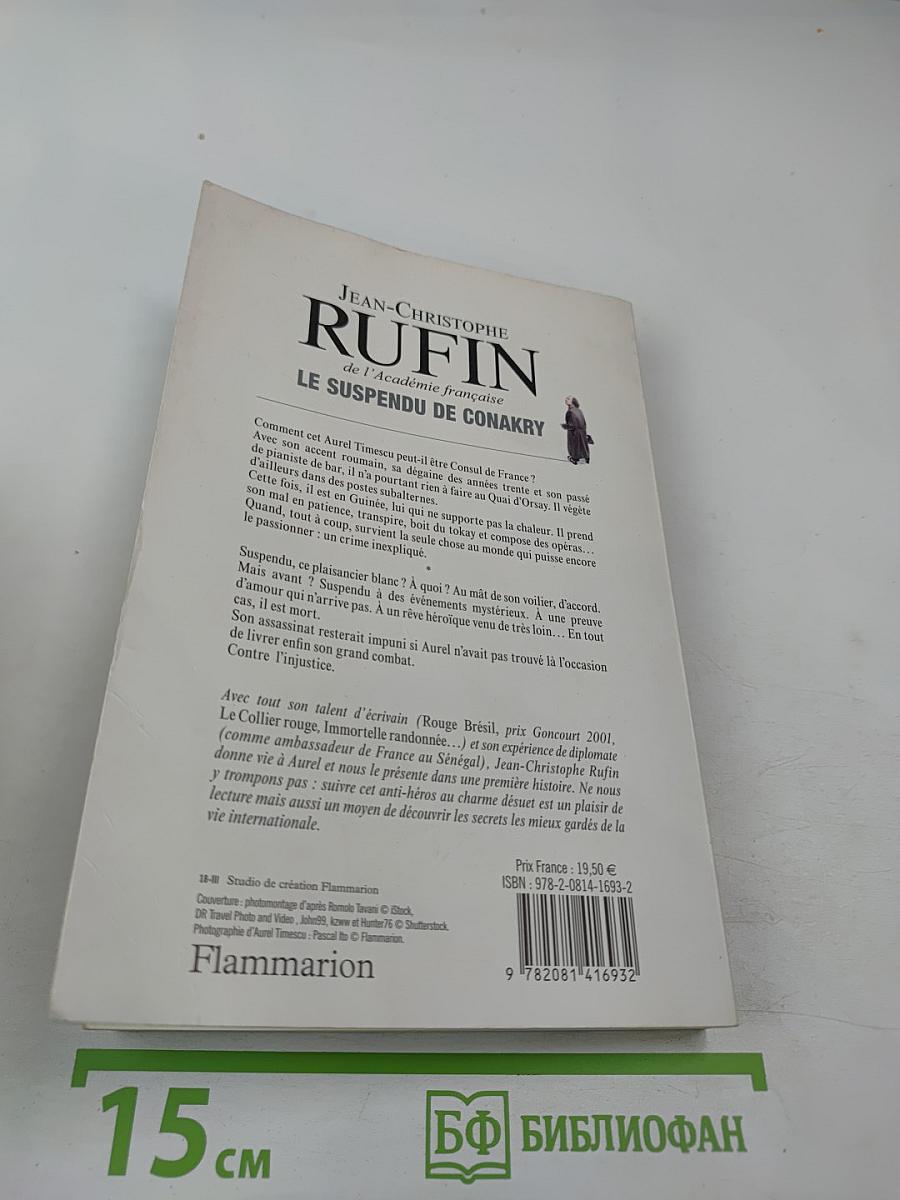 JEAN-CHRISTOPHE
RUFIN
de l'Académie française
LE SUSPENDU DE CONAKRY
Comment cet Aurel Timescu peut-il être Consul de France ?
Avec son accent roumain, sa dégaine des années trente et son passé
de pianiste de bar, il n'a pourtant rien à faire au Quai d'Orsay. Il végète
d'ailleurs dans des postes subalternes.
Cette fois, il est en Guinée, lui qui ne supporte pas la chaleur. Il prend
son mal en patience, transpire, boit du tokay et compose des opéras…
Quand, tout à coup, survient la seule chose au monde qui puisse encore
le passionner : un crime inexpliqué.
*
Suspendu, ce plaisancier blanc ? À quoi ? Au mât de son voilier, d'accord.
Mais avant ? Suspendu à des événements mystérieux. À une preuve
d'amour qui n'arrive pas. À un rêve héroïque venu de très loin… En tout
cas, il est mort.
Son assassinat resterait impuni si Aurel n'avait pas trouvé là l'occasion
de livrer enfin son grand combat.
Contre l'injustice.
Avec tout son talent d'écrivain (Rouge Brésil, prix Goncourt 2001,
Le Collier rouge, Immortelle randonnée…) et son expérience de diplomate
(comme ambassadeur de France au Sénégal), Jean-Christophe Rufin
donne vie à Aurel et nous le présente dans une première histoire. Ne nous
y trompons pas : suivre cet anti-héros au charme désuet est un plaisir de
lecture mais aussi un moyen de découvrir les secrets les mieux gardés de la
vie internationale.
Prix France : 19,50 €
ISBN : 978-2-0814-1693-2
18-III Studio de création Flammarion
Couverture : photomontage d'après Romolo Tavani © iStock,
DR Travel Photo and Video, John99, kzww et Hunter76 © Shutterstock.
Photographie d'Aurel Timescu : Pascal Ito © Flammarion.
Flammarion
9 782081 416932
15 см
БФ БИБЛИОФАН